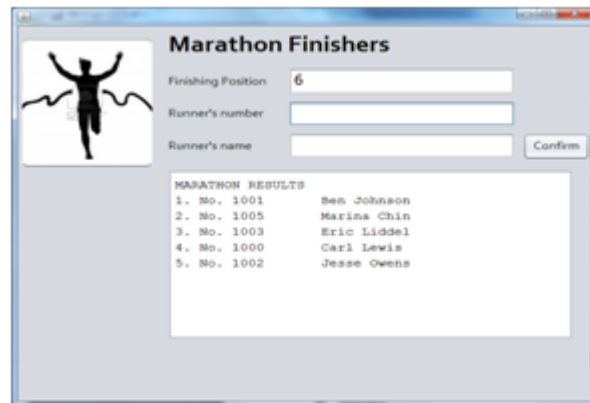 Marathon Finishers
Finishing Position 6
Runner's number
Runner's name Confirm
MARATHON RESULTS
1. No. 1001 Ben Johnson
2. No. 1005 Marina Chin
3. No. 1003 Eric Liddel
4. No. 1000 Carl Lewis
5. No. 1002 Jesse Owens